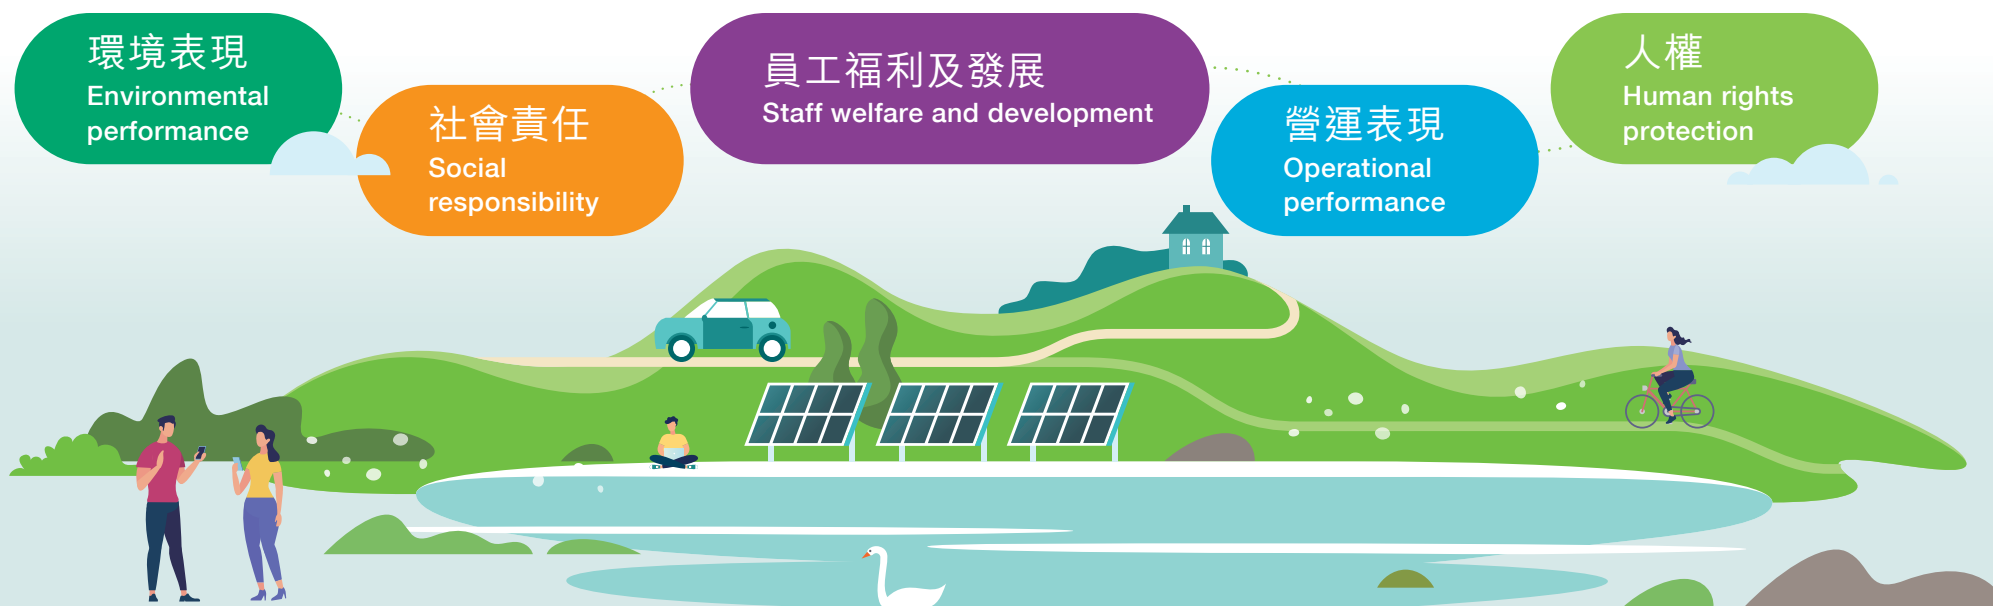 環境表現
Environmental
performance
社會責任
Social
responsibility
員工福利及發展
Staff welfare and development
營運表現
Operational
performance
人權
Human rights
protection